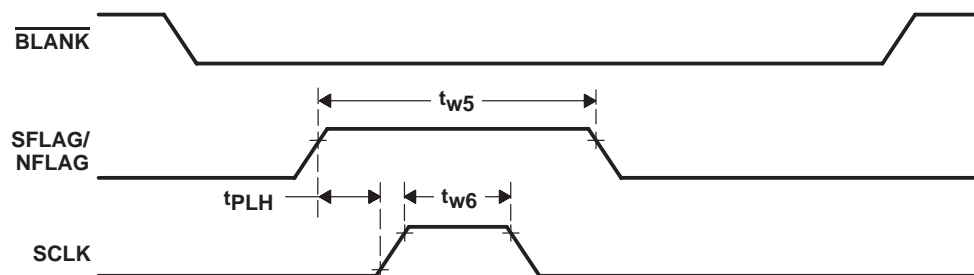 BLANK
tw5
SFLAG/
NFLAG
tPLH
tw6
SCLK